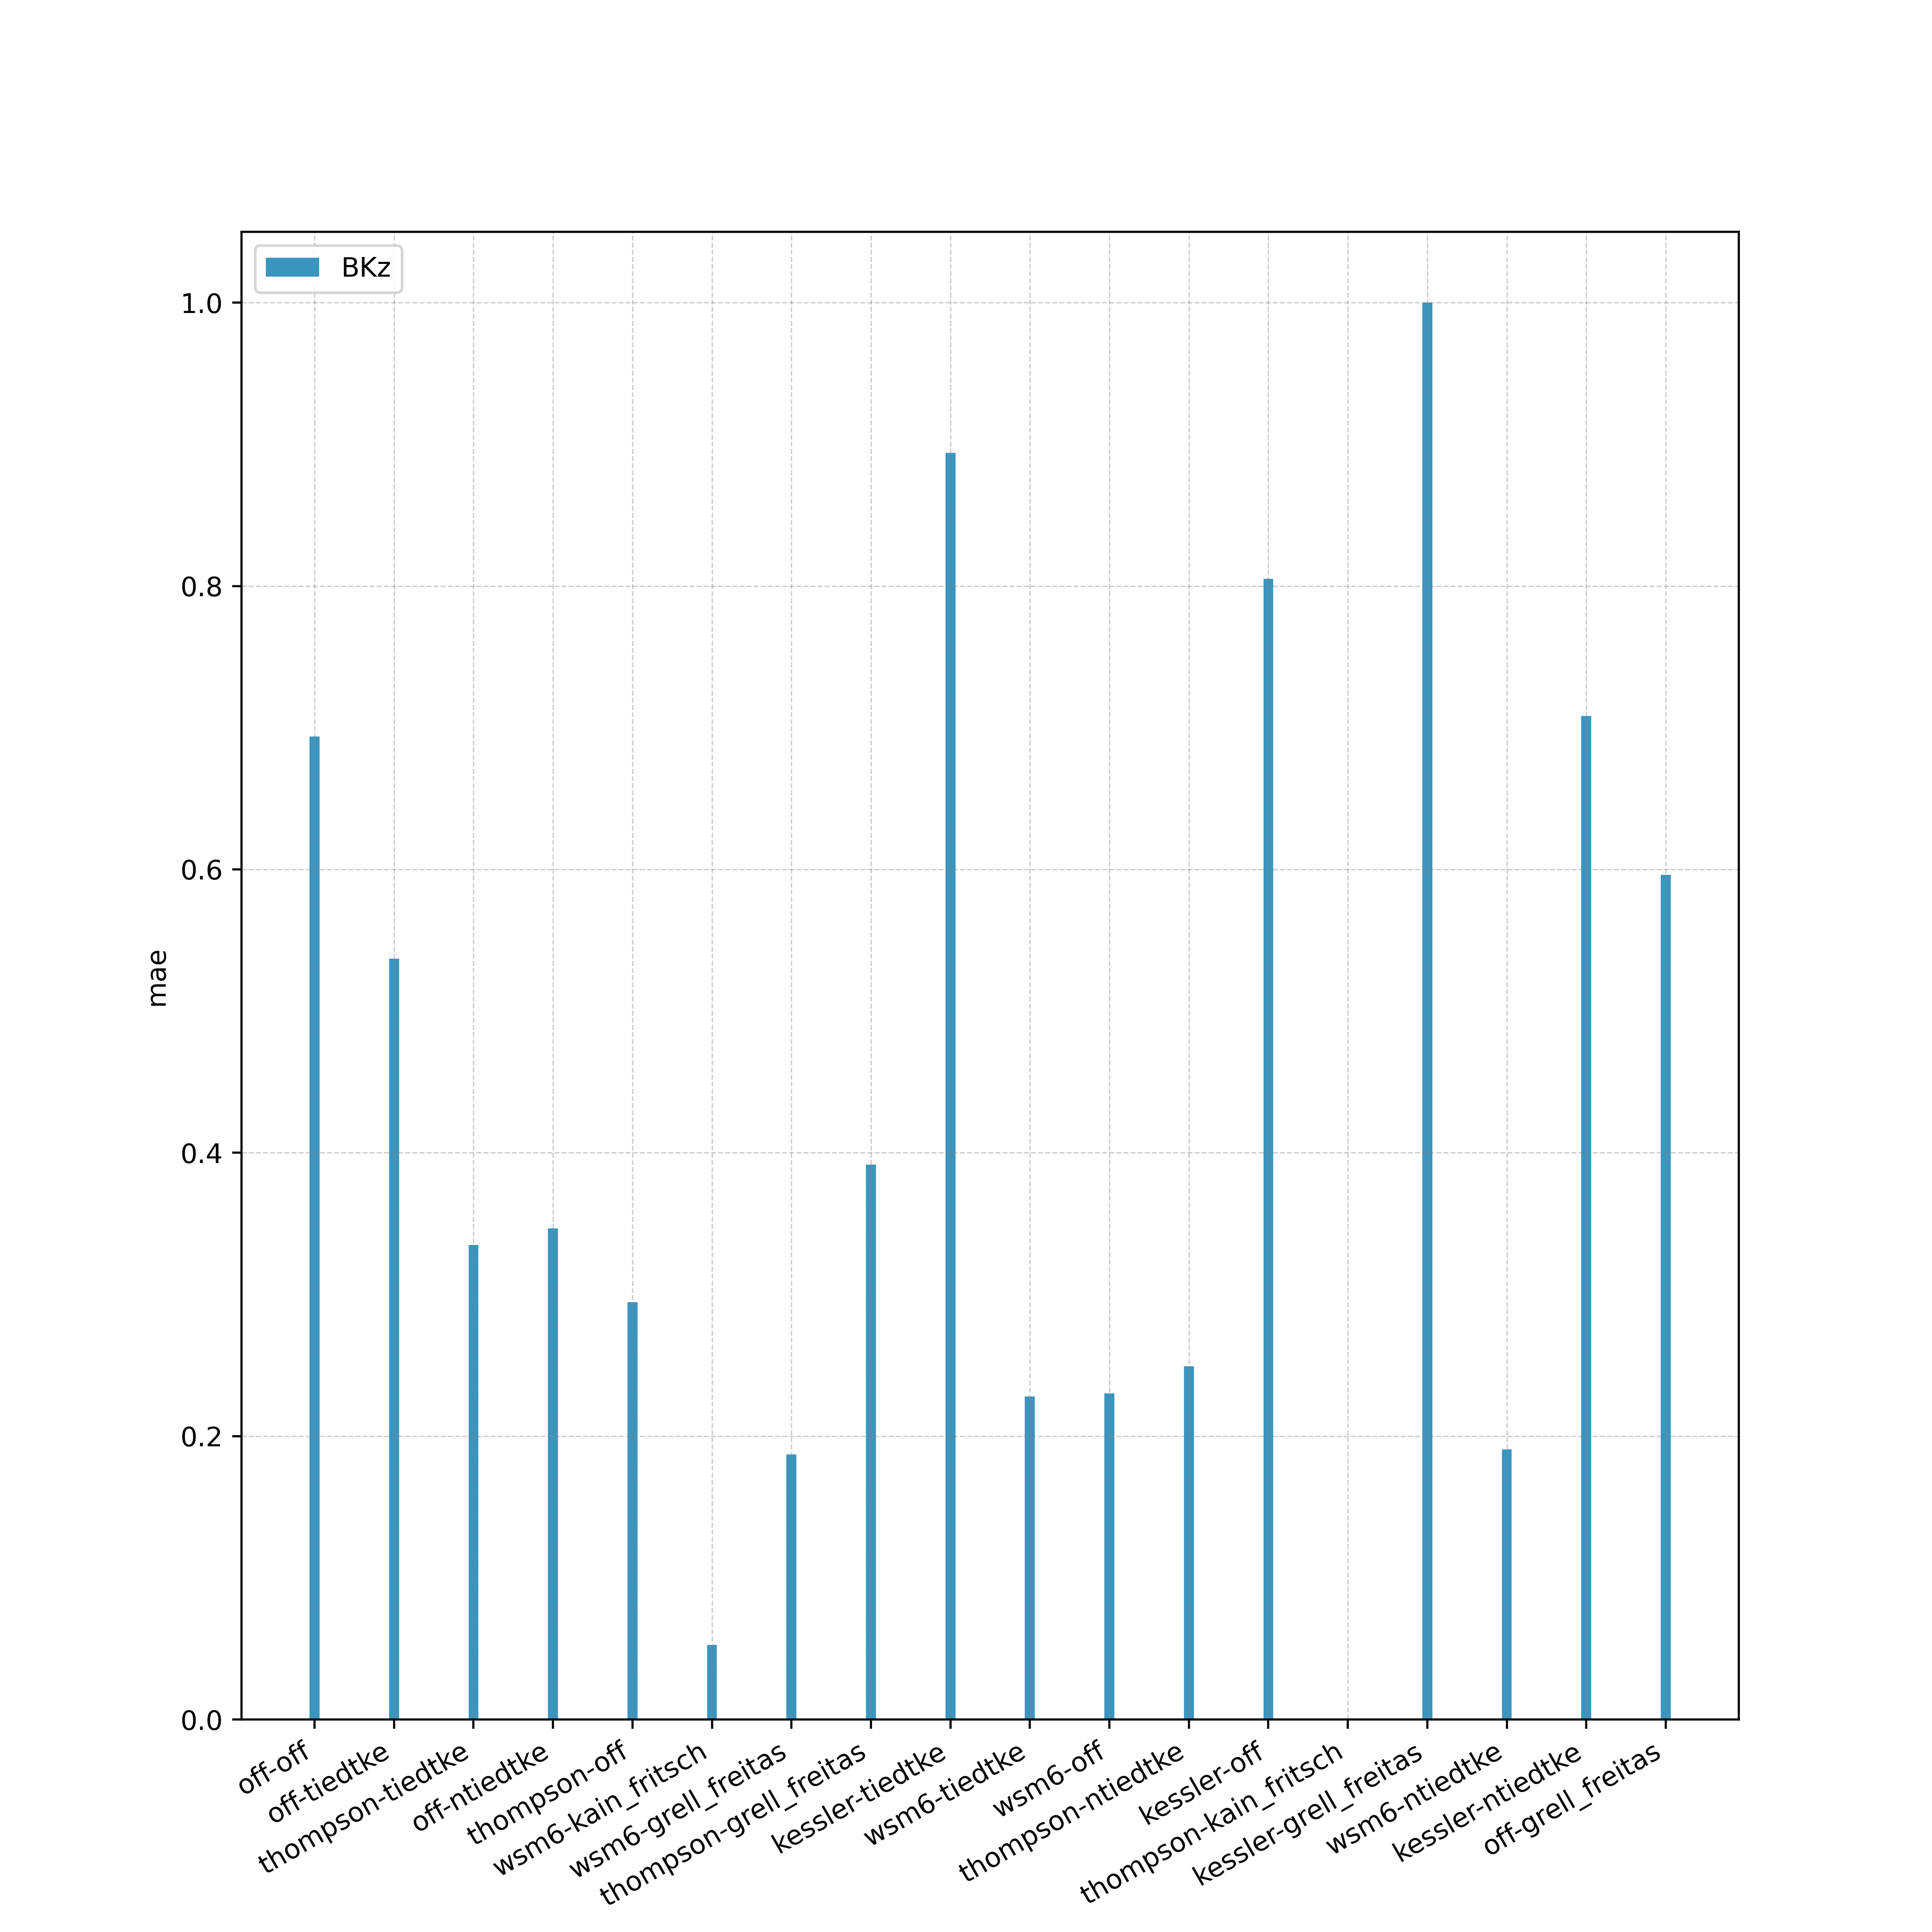 BKz
1.0
0.8
0.6
0.4
0.2
0.0
mae
off-off
off-tiedtke
thompson-tiedtke
off-ntiedtke
thompson-off
wsm6-kain_fritsch
wsm6-grell_freitas
thompson-grell_freitas
kessler-tiedtke
wsm6-tiedtke
wsm6-off
thompson-ntiedtke
kessler-off
thompson-kain_fritsch
kessler-grell_freitas
wsm6-ntiedtke
kessler-ntiedtke
off-grell_freitas